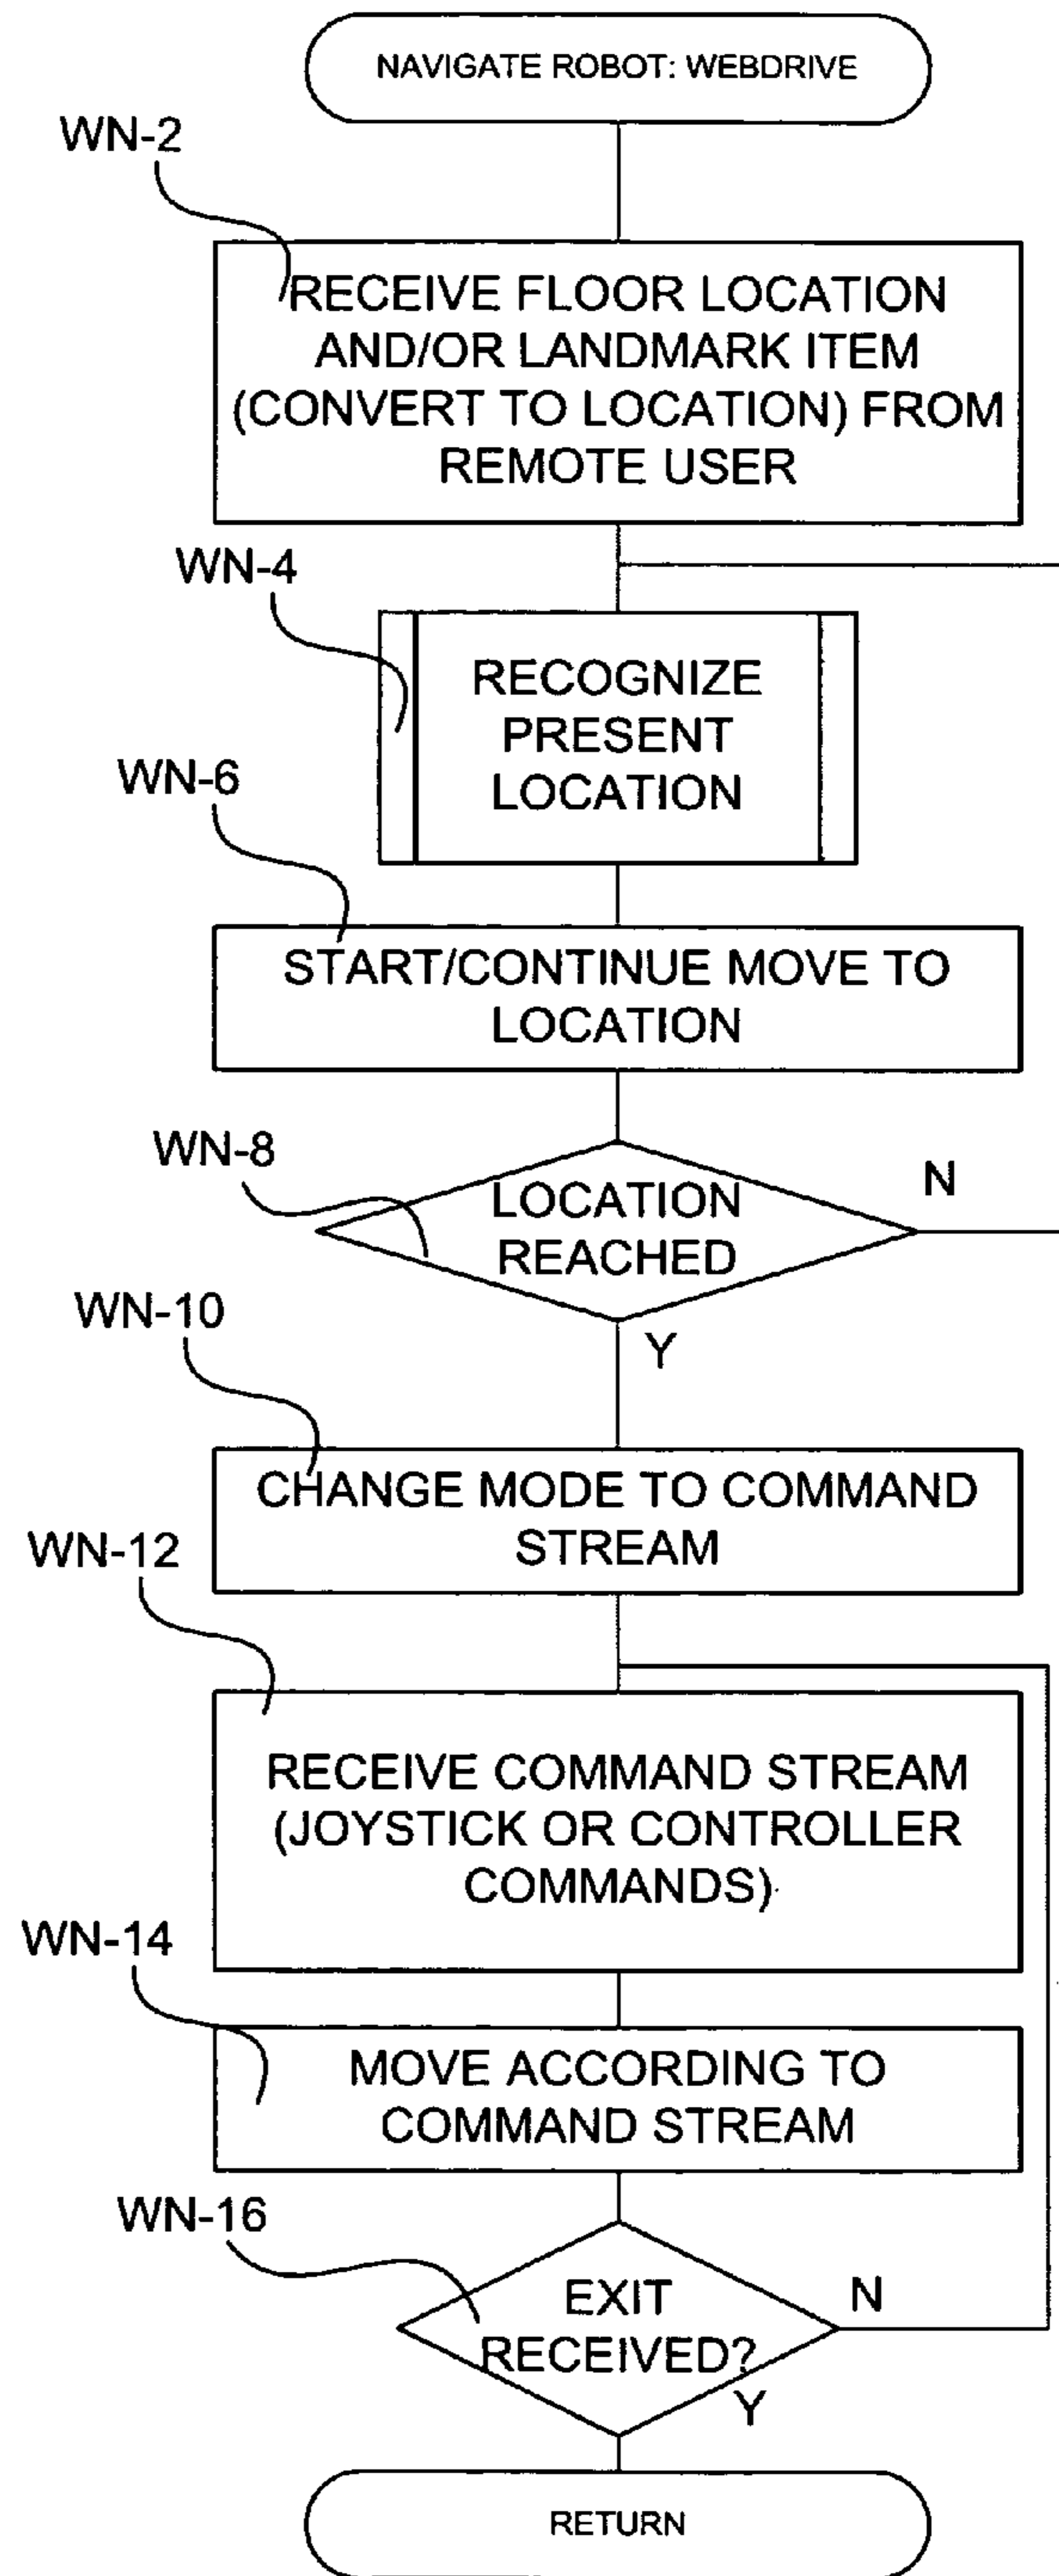 NAVIGATE ROBOT: WEBDRIVE
WN-2
RECEIVE FLOOR LOCATION
AND/OR LANDMARK ITEM
(CONVERT TO LOCATION) FROM
REMOTE USER
WN-4
RECOGNIZE
PRESENT
LOCATION
WN-6
START/CONTINUE MOVE TO
LOCATION
WN-8
LOCATION
REACHED
N
Y
WN-10
CHANGE MODE TO COMMAND
STREAM
WN-12
RECEIVE COMMAND STREAM
(JOYSTICK OR CONTROLLER
COMMANDS)
WN-14
MOVE ACCORDING TO
COMMAND STREAM
WN-16
EXIT
RECEIVED?
N
Y
RETURN